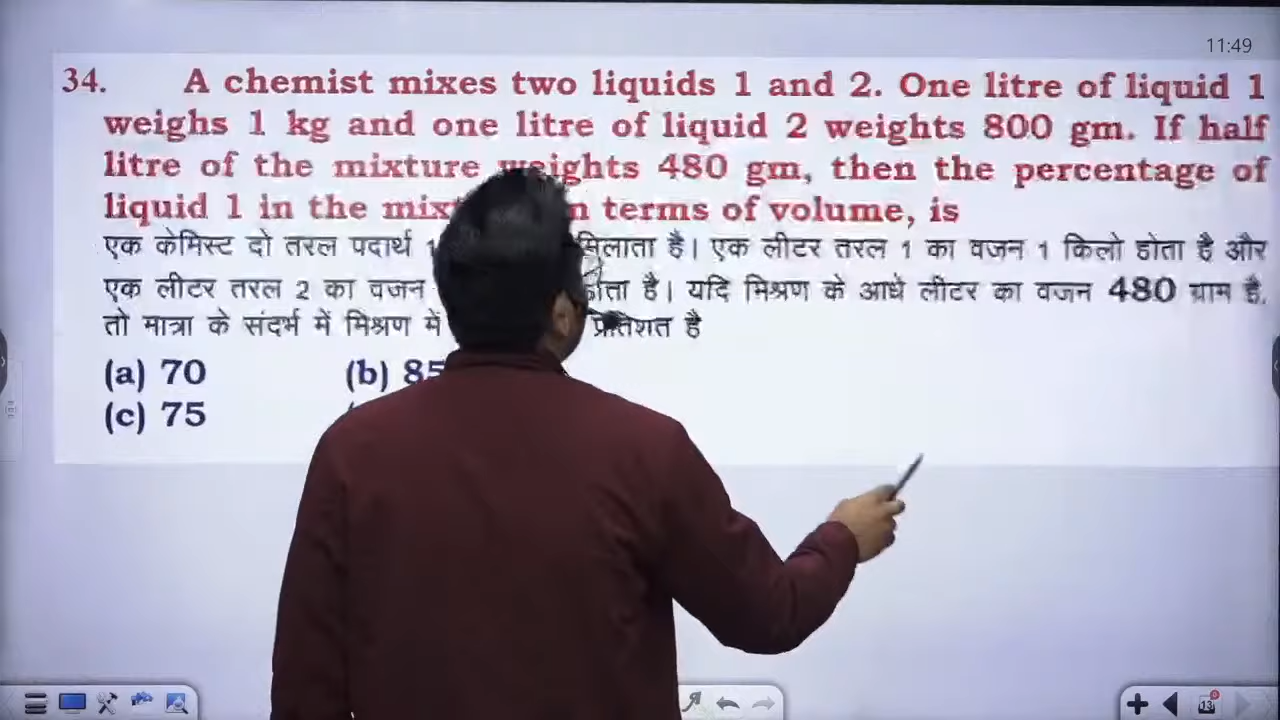 11:49
34. A chemist mixes two liquids 1 and 2. One litre of liquid 1
weighs 1 kg and one litre of liquid 2 weights 800 gm. If half
litre of the mixture weights 480 gm, then the percentage of
liquid 1 in the terms of volume, is
एक केमिस्ट दो तरल पदार्थ 1 मिलाता है। एक लीटर तरल 1 का वजन 1 किलो होता है और
एक लीटर तरल 2 का वजन होता है। यदि मिश्रण के आधे लीटर का वजन 480 ग्राम है,
तो मात्रा के संदर्भ में मिश्रण में प्रतिशत है
(a) 70 (b) 85
(c) 75
13